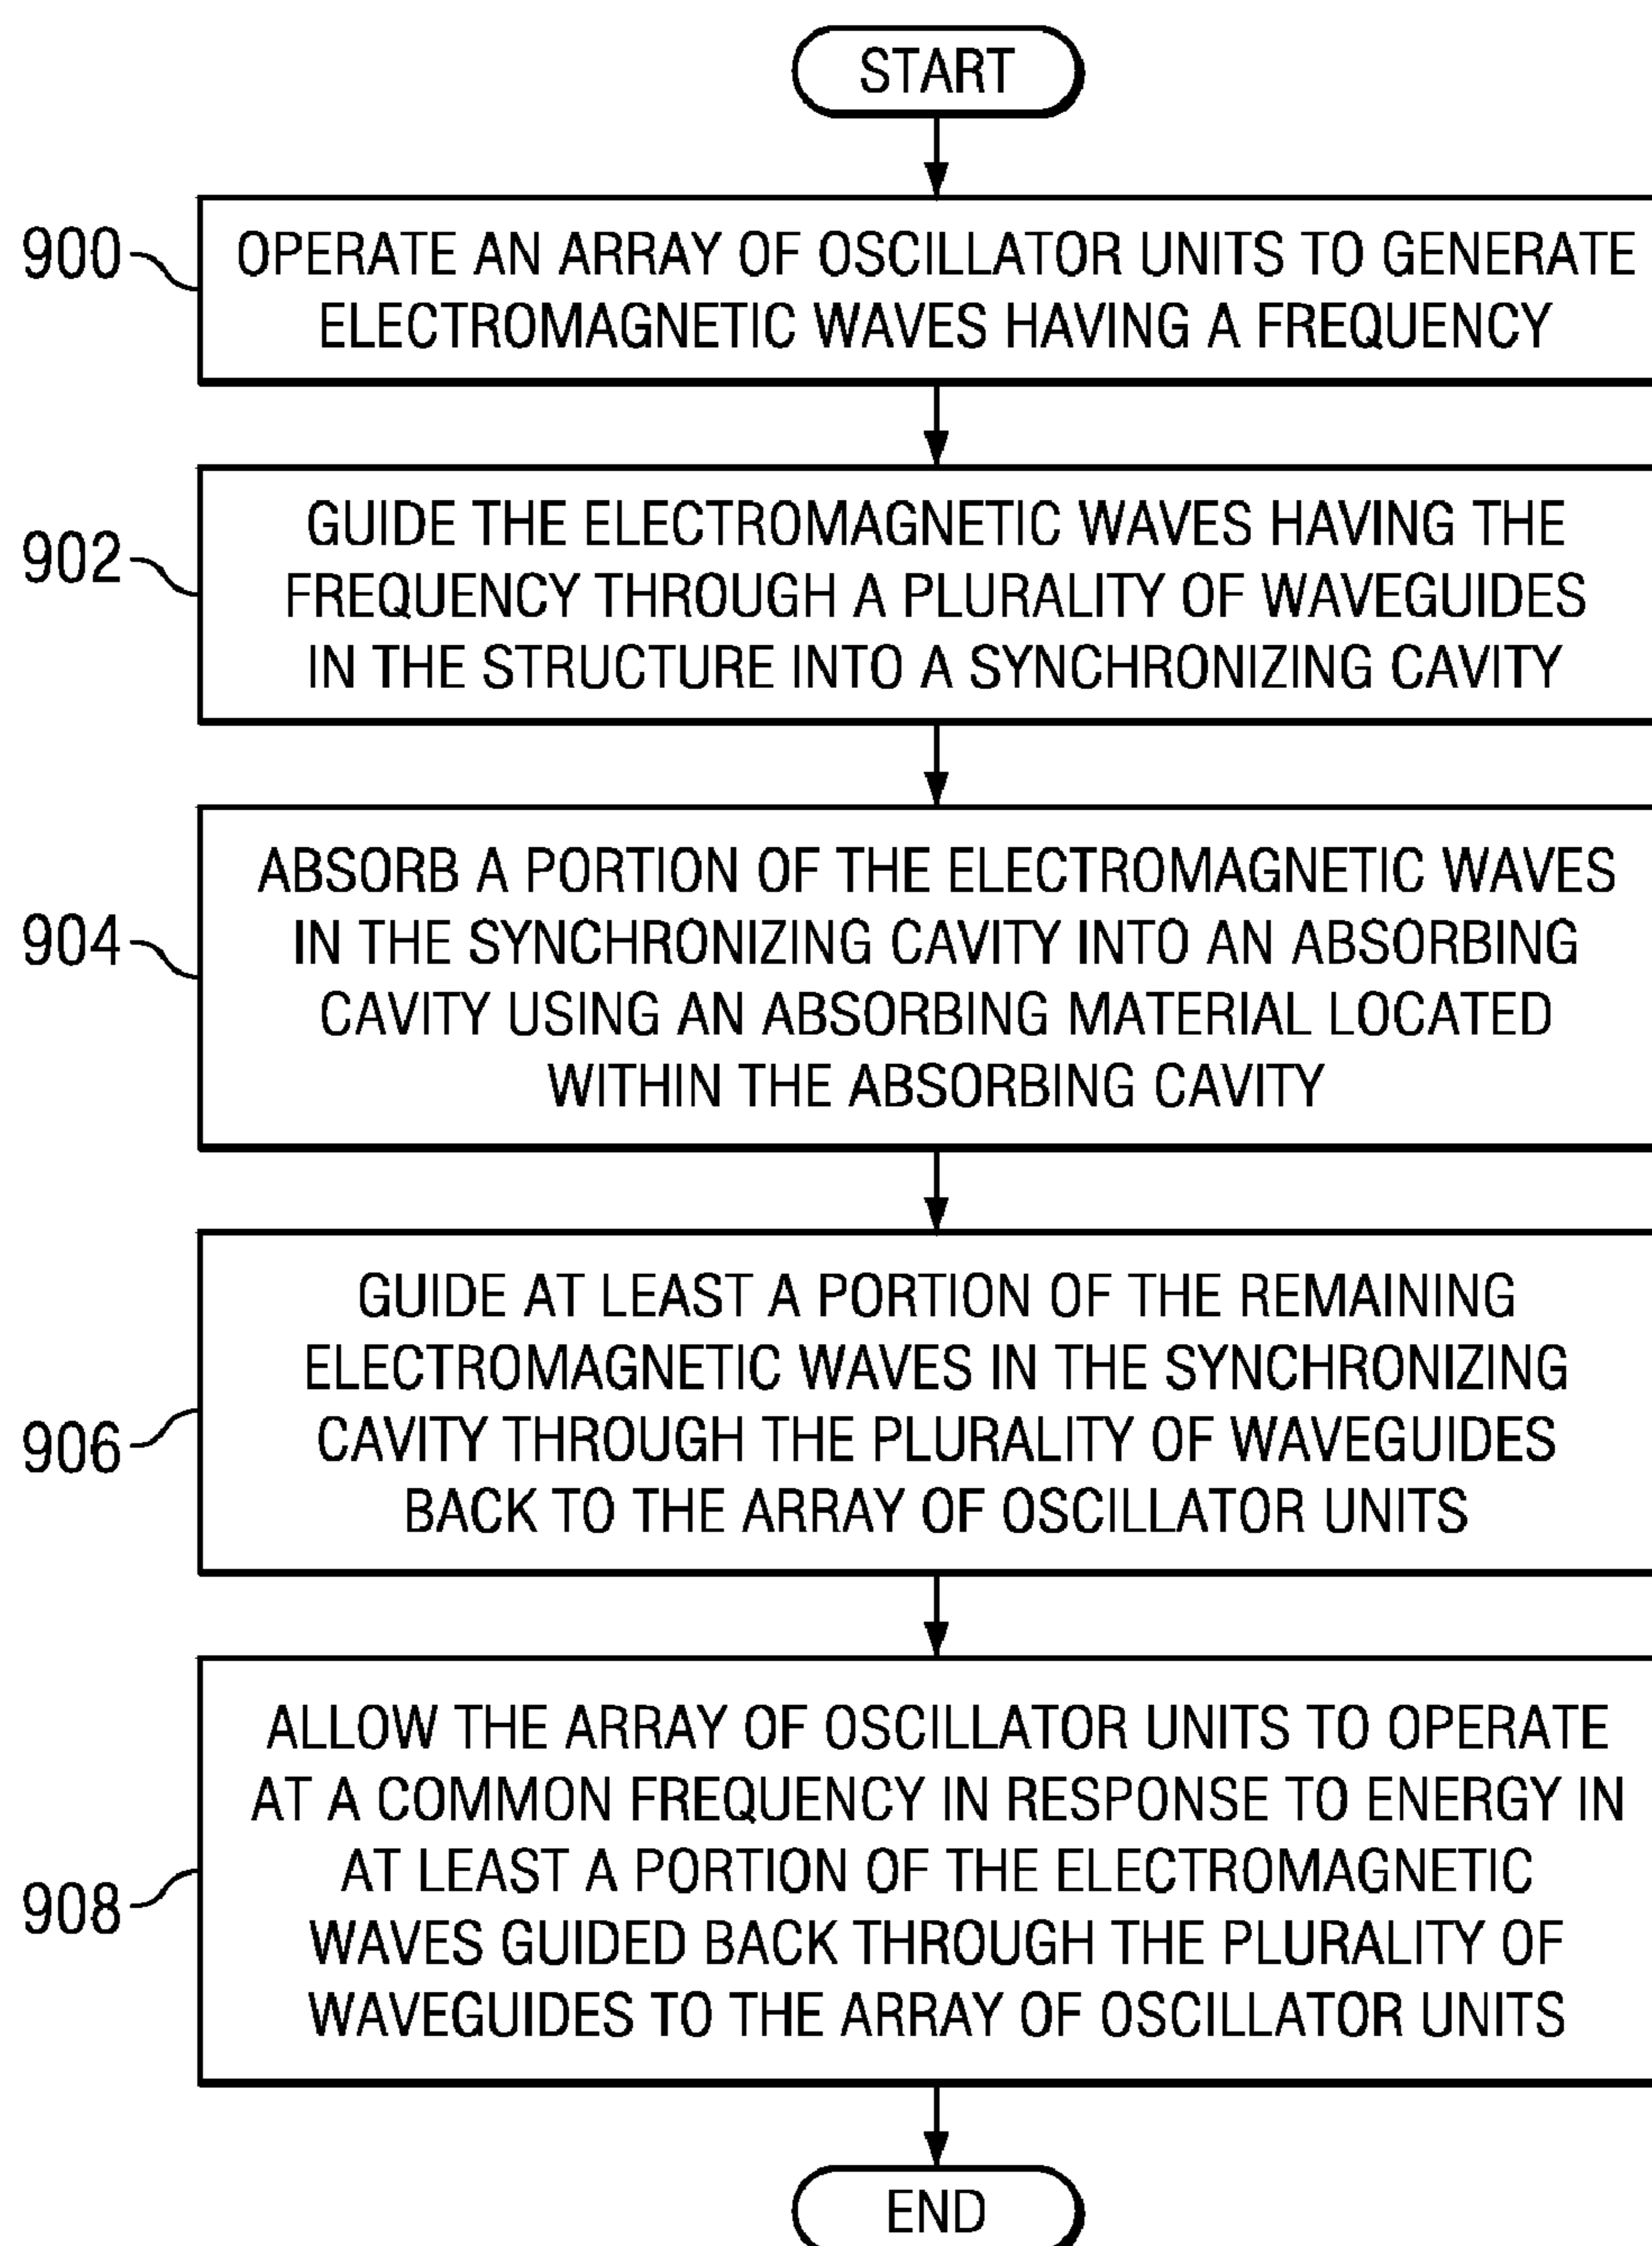 START
900
OPERATE AN ARRAY OF OSCILLATOR UNITS TO GENERATE
ELECTROMAGNETIC WAVES HAVING A FREQUENCY
902
GUIDE THE ELECTROMAGNETIC WAVES HAVING THE
FREQUENCY THROUGH A PLURALITY OF WAVEGUIDES
IN THE STRUCTURE INTO A SYNCHRONIZING CAVITY
904
ABSORB A PORTION OF THE ELECTROMAGNETIC WAVES
IN THE SYNCHRONIZING CAVITY INTO AN ABSORBING
CAVITY USING AN ABSORBING MATERIAL LOCATED
WITHIN THE ABSORBING CAVITY
906
GUIDE AT LEAST A PORTION OF THE REMAINING
ELECTROMAGNETIC WAVES IN THE SYNCHRONIZING
CAVITY THROUGH THE PLURALITY OF WAVEGUIDES
BACK TO THE ARRAY OF OSCILLATOR UNITS
908
ALLOW THE ARRAY OF OSCILLATOR UNITS TO OPERATE
AT A COMMON FREQUENCY IN RESPONSE TO ENERGY IN
AT LEAST A PORTION OF THE ELECTROMAGNETIC
WAVES GUIDED BACK THROUGH THE PLURALITY OF
WAVEGUIDES TO THE ARRAY OF OSCILLATOR UNITS
END